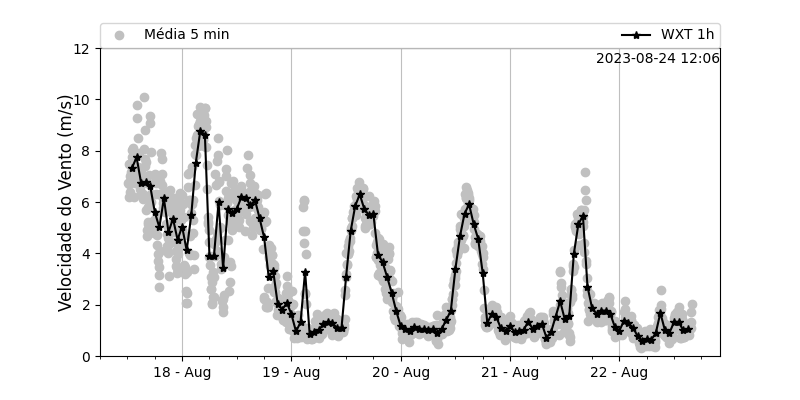 Média 5 min
WXT 1h
2023-08-24 12:06
Velocidade do Vento (m/s)
12
10
8
6
4
2
0
18 - Aug
19 - Aug
20 - Aug
21 - Aug
22 - Aug